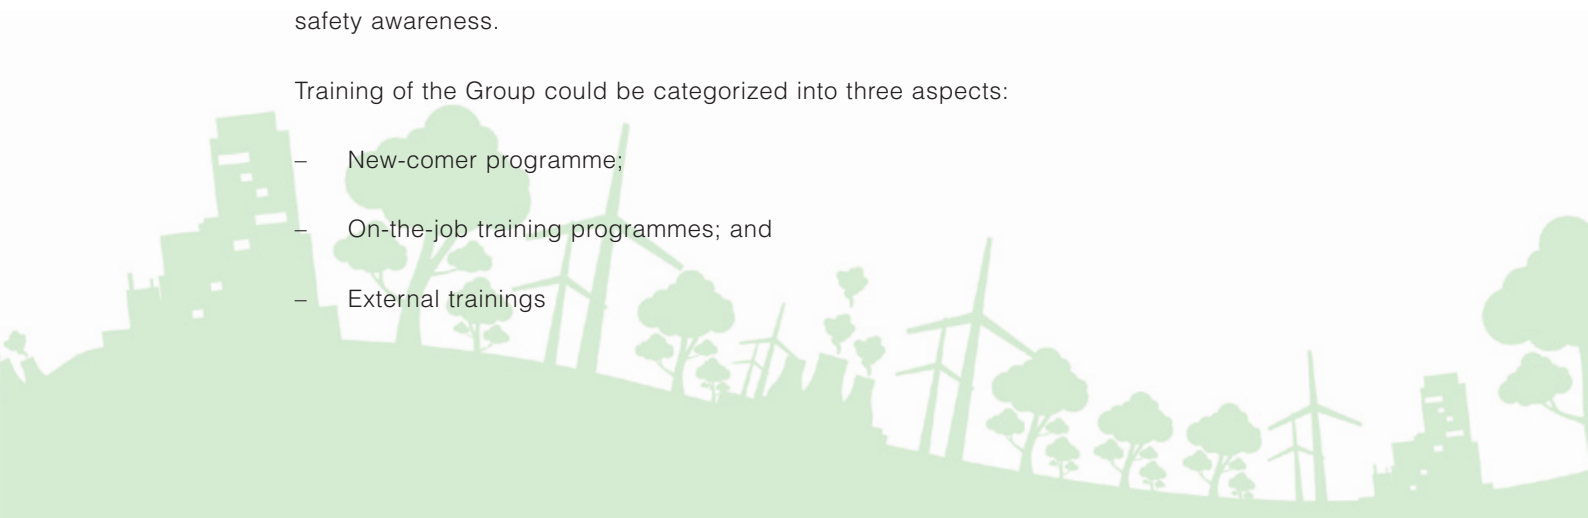 safety awareness.
Training of the Group could be categorized into three aspects:
– New-comer programme;
– On-the-job training programmes; and
– External trainings